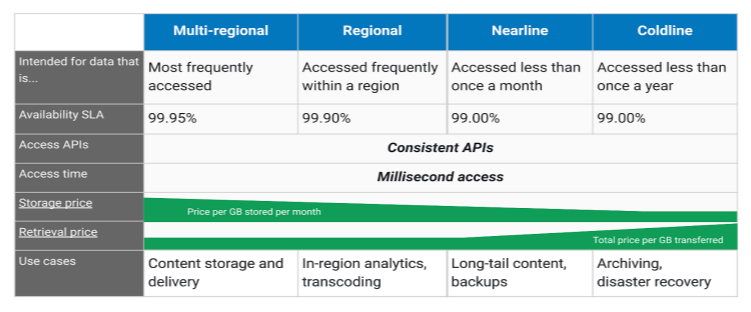 Multi-regional Regional Nearline Coldline
Intended for data that
is...
Most frequently
accessed
Accessed frequently
within a region
Accessed less than
once a month
Accessed less than
once a year
Availability SLA 99.95% 99.90% 99.00% 99.00%
Access APIs Consistent APIs
Access time Millisecond access
Storage price Price per GB stored per month
Retrieval price Total price per GB transferred
Use cases
Content storage and
delivery
In-region analytics,
transcoding
Long-tail content,
backups
Archiving,
disaster recovery